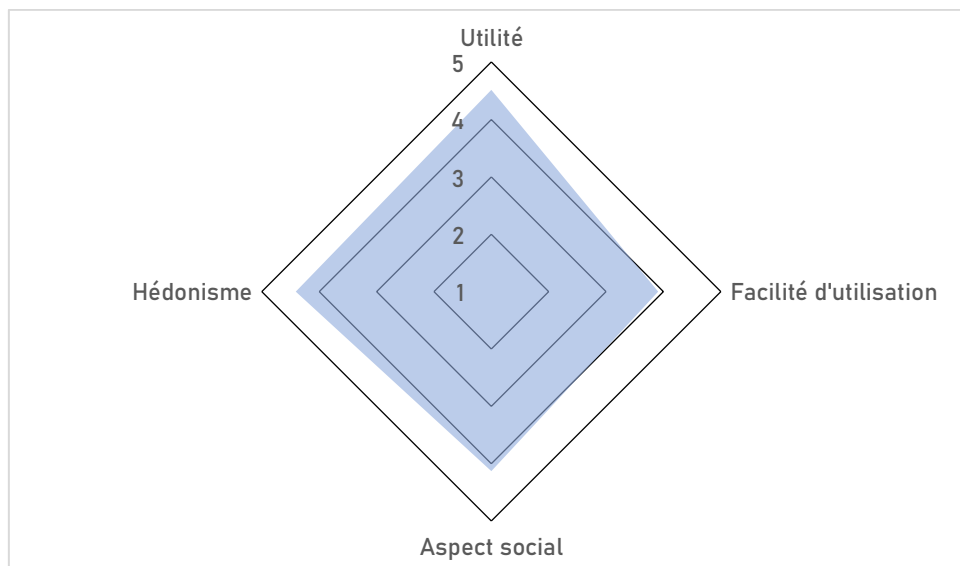 Utilité
5
4
3
2
1
Hédonisme
Facilité d'utilisation
Aspect social